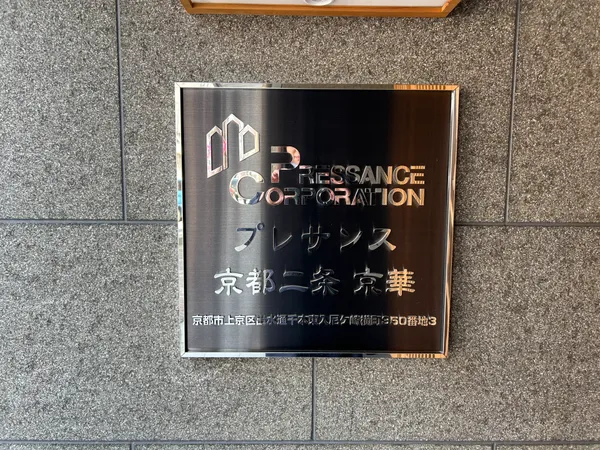 PRESSANCE
CORPORATION
プレサンス
京都二条 京華
京都市上京区出水通千本東入尼ケ崎横町350番地3